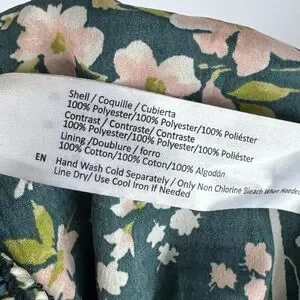 Shell / Coquille / Cubierta
100% Polyester/100% Polyester/100% Poliéster
Contrast / Contraste/ Contraste
100% Polyester/100% Polyester/100% Poliéster
Lining /Doublure / forro
100% Cotton/100% Coton/100% Algodón
EN Hand Wash Cold Separately / Only Non Chlorine Bleach When Needed
Line Dry/ Use Cool Iron If Needed